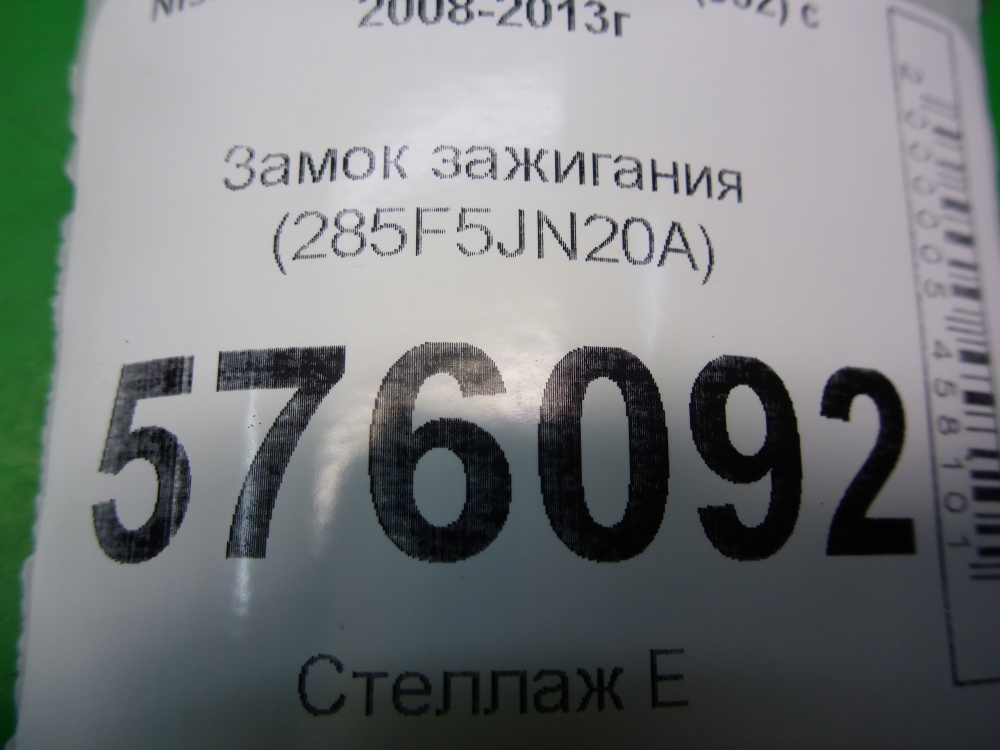 с
2008-2013г
Замок зажигания
(285F5JN20A)
576092
Стеллаж E